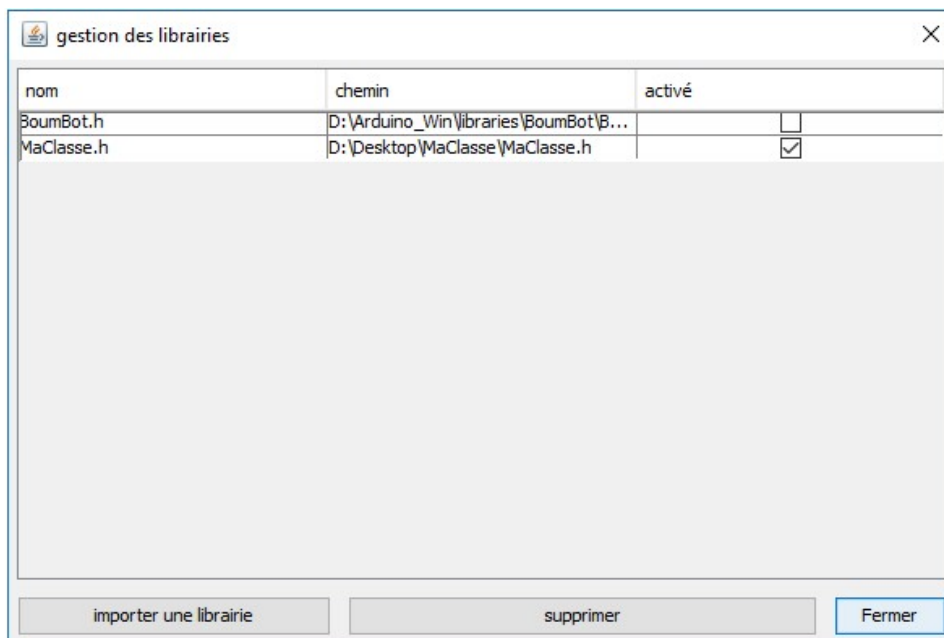 gestion des librairies
nom chemin activé
BoumBot.h D:\Arduino_Win\libraries\BoumBot\B...
MaClasse.h D:\Desktop\MaClasse\MaClasse.h
importer une librairie supprimer Fermer